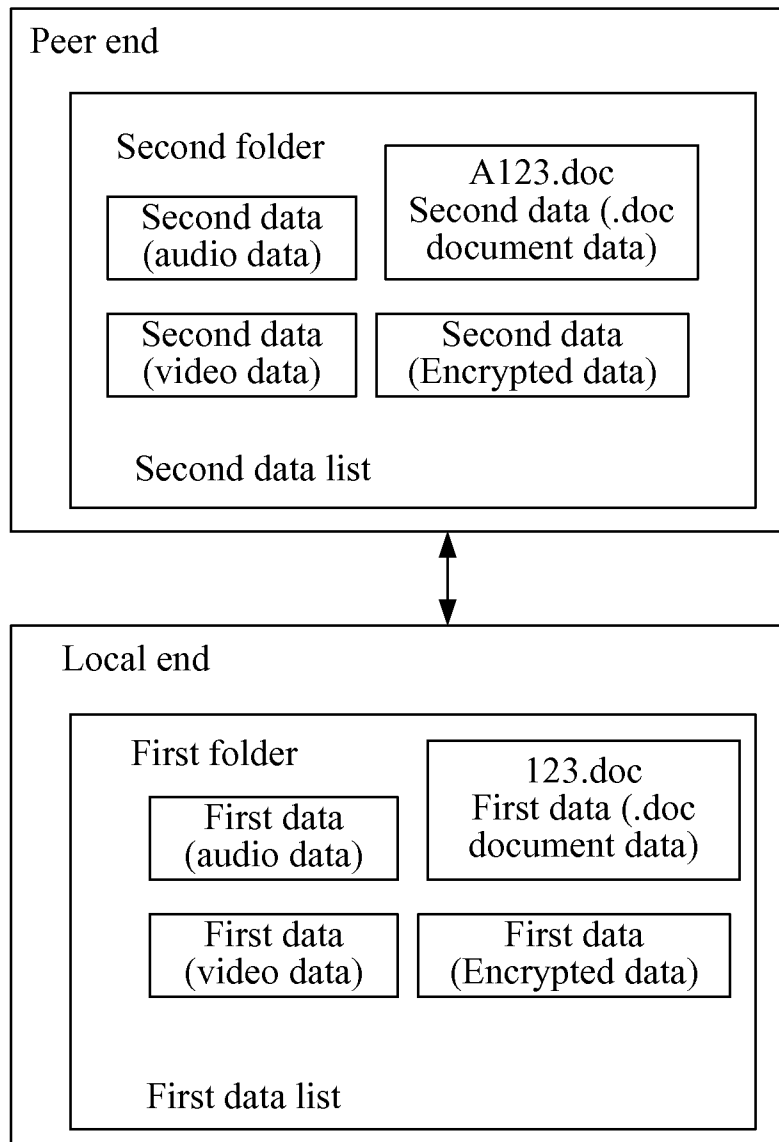 Peer end
Second folder
A123.doc
Second data (.doc
document data)
Second data
(audio data)
Second data
(video data)
Second data
(Encrypted data)
Second data list
Local end
First folder
123.doc
First data (.doc
document data)
First data
(audio data)
First data
(video data)
First data
(Encrypted data)
First data list